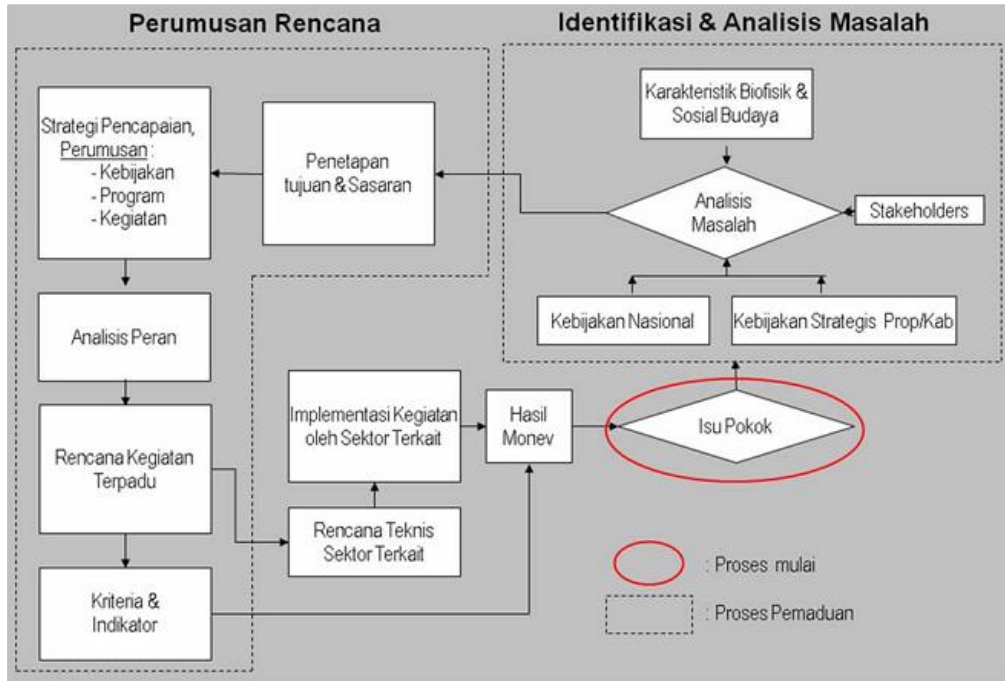 Perumusan Rencana
Identifikasi & Analisis Masalah
Strategi Pencapaian,
Perumusan :
- Kebijakan
- Program
- Kegiatan
Penetapan
tujuan & Sasaran
Karakteristik Biofisik &
Sosial Budaya
Analisis
Masalah
Stakeholders
Kebijakan Nasional
Kebijakan Strategis Prop/Kab
Analisis Peran
Rencana Kegiatan
Terpadu
Implementasi Kegiatan
oleh Sektor Terkait
Hasil
Monev
Isu Pokok
Rencana Teknis
Sektor Terkait
Kriteria &
Indikator
: Proses mulai
: Proses Pemaduan